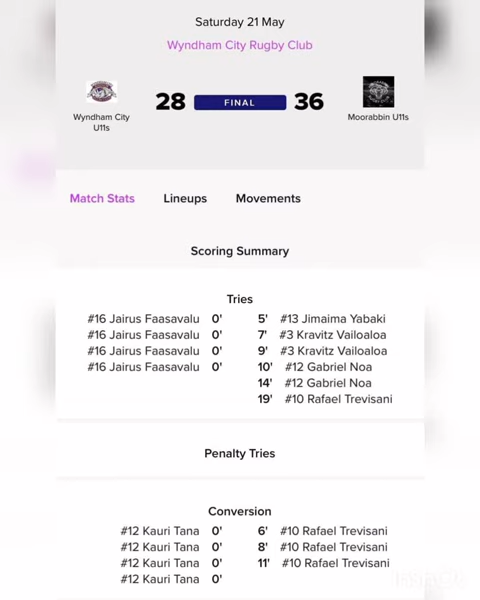 Saturday 21 May
Wyndham City Rugby Club
28 FINAL 36
Wyndham City U11s
Moorabbin U11s
Match Stats Lineups Movements
Scoring Summary
Tries
#16 Jairus Faasavalu 0' 5' #13 Jimaima Yabaki
#16 Jairus Faasavalu 0' 7' #3 Kravitz Vailoaloa
#16 Jairus Faasavalu 0' 9' #3 Kravitz Vailoaloa
#16 Jairus Faasavalu 0' 10' #12 Gabriel Noa
14' #12 Gabriel Noa
19' #10 Rafael Trevisani
Penalty Tries
Conversion
#12 Kauri Tana 0' 6' #10 Rafael Trevisani
#12 Kauri Tana 0' 8' #10 Rafael Trevisani
#12 Kauri Tana 0' 11' #10 Rafael Trevisani
#12 Kauri Tana 0'